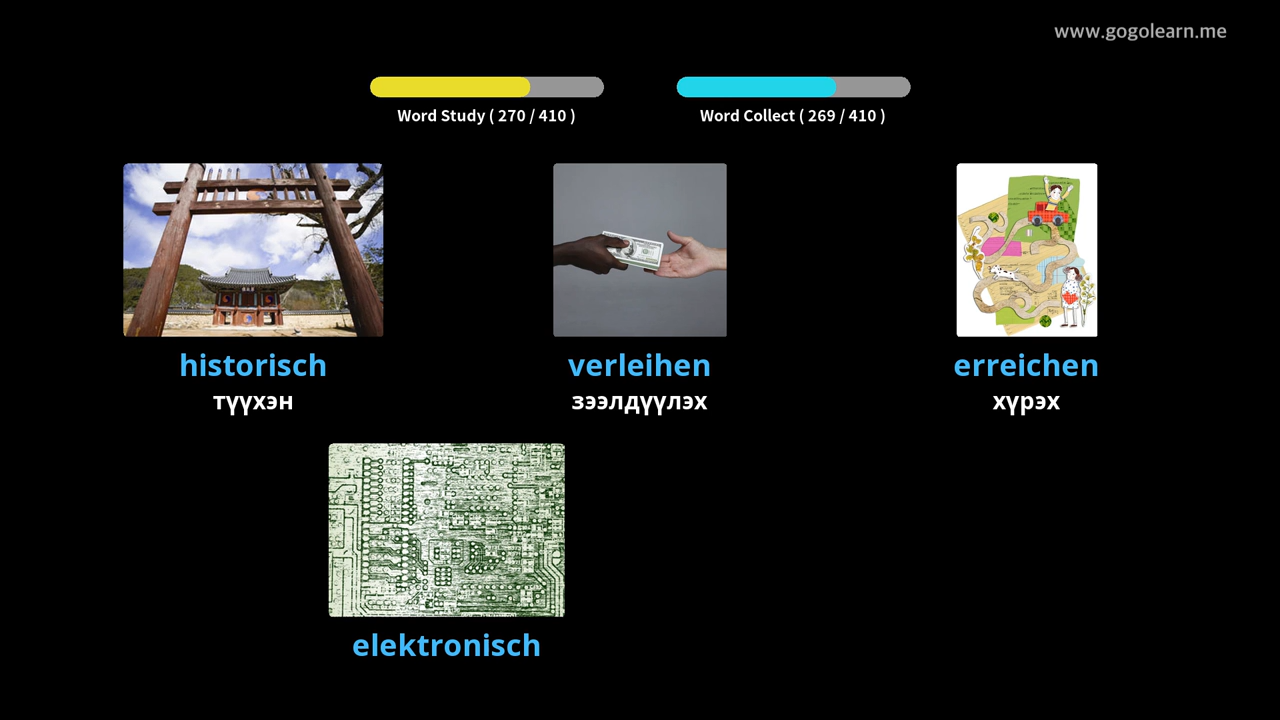 www.gogolearn.me
Word Study ( 270 / 410 )
Word Collect ( 269 / 410 )
historisch
түүхэн
verleihen
зээлдүүлэх
erreichen
хүрэх
elektronisch